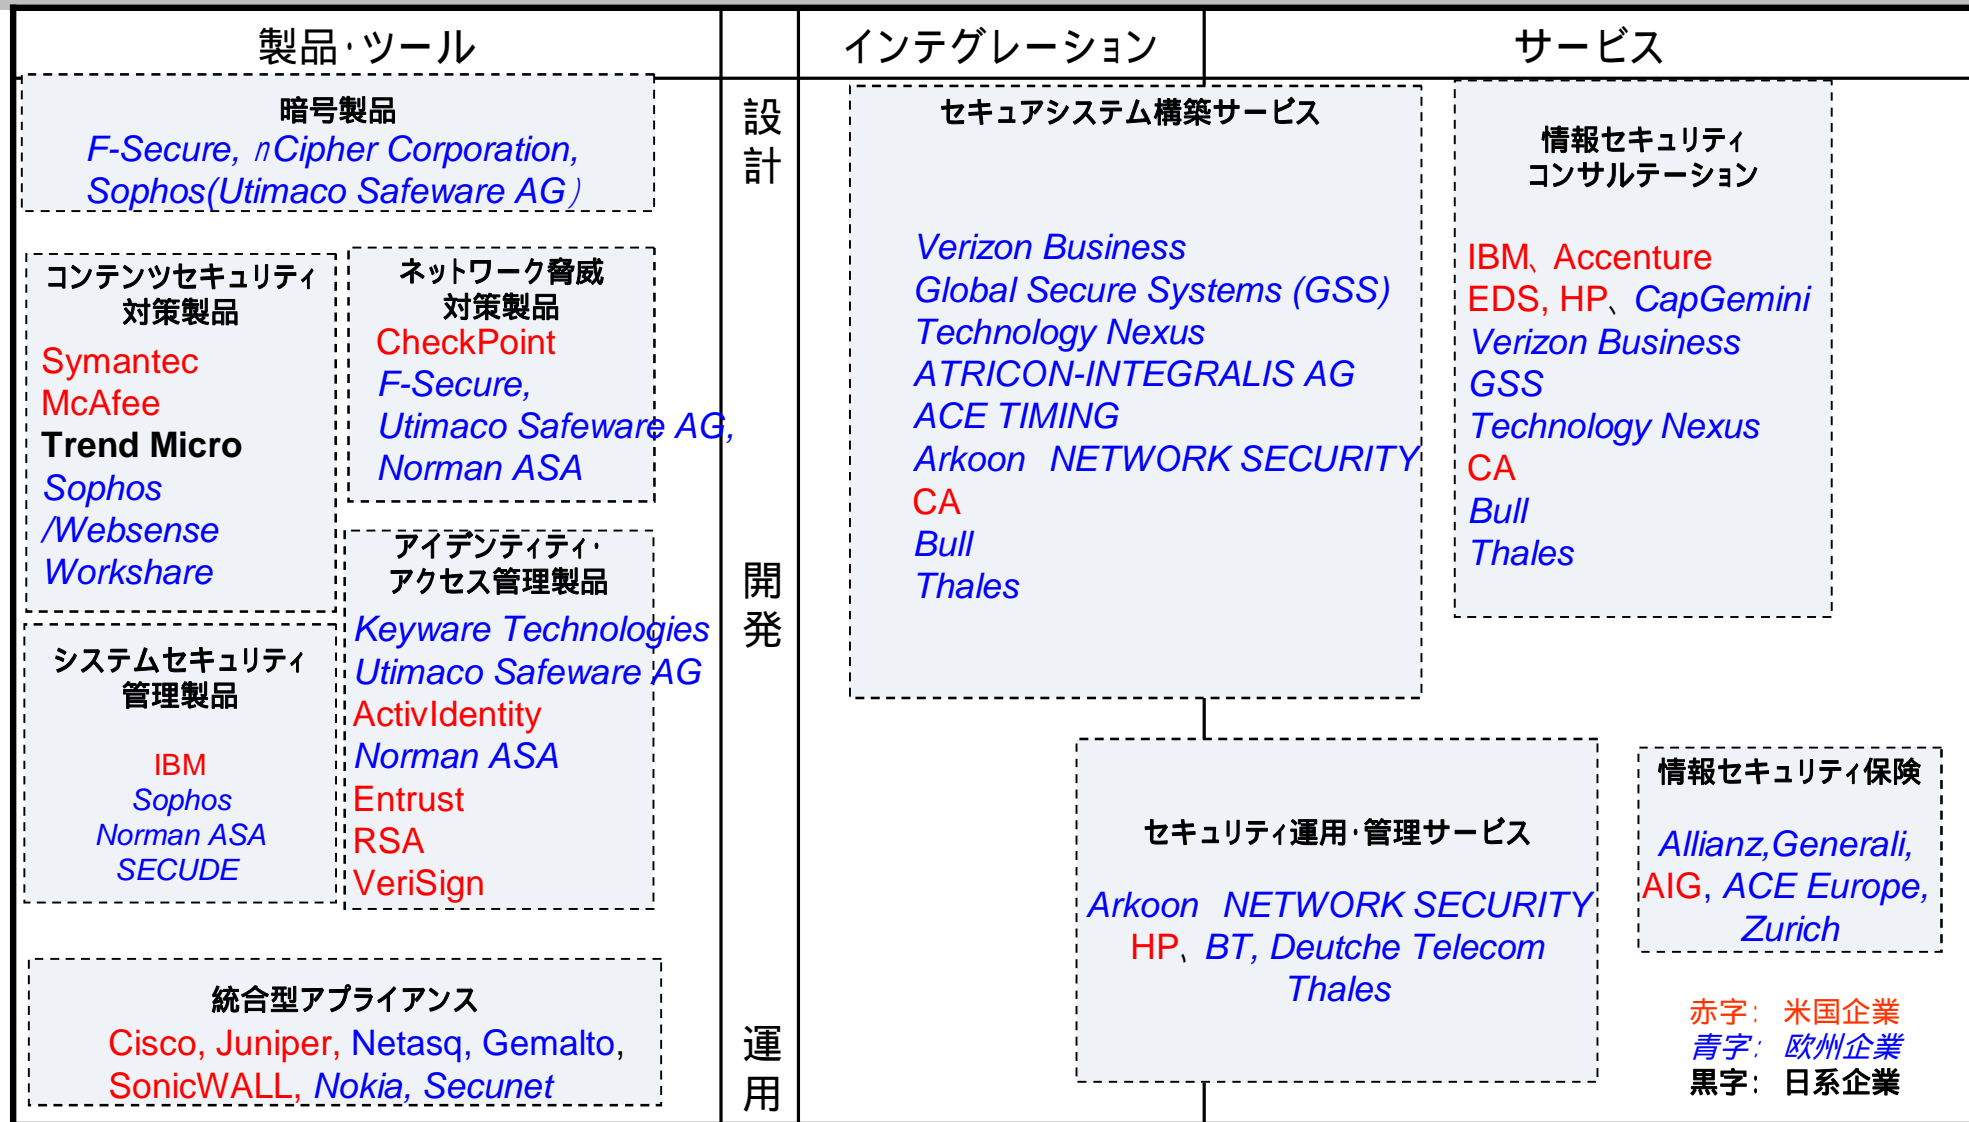 製品・ツール
インテグレーション
サービス
暗号製品
F-Secure, nCipher Corporation,
Sophos(Utimaco Safeware AG)
コンテンツセキュリティ
対策製品
Symantec
McAfee
Trend Micro
Sophos
/Websense
Workshare
ネットワーク脅威
対策製品
CheckPoint
F-Secure,
Utimaco Safeware AG,
Norman ASA
システムセキュリティ
管理製品
IBM
Sophos
Norman ASA
SECUDE
アイデンティティ・
アクセス管理製品
Keyware Technologies
Utimaco Safeware AG
ActivIdentity
Norman ASA
Entrust
RSA
VeriSign
統合型アプライアンス
Cisco, Juniper, Netasq, Gemalto,
SonicWALL, Nokia, Secunet
設計
開発
運用
セキュアシステム構築サービス
Verizon Business
Global Secure Systems (GSS)
Technology Nexus
ATRICON-INTEGRALIS AG
ACE TIMING
Arkoon NETWORK SECURITY
CA
Bull
Thales
情報セキュリティ
コンサルテーション
IBM、Accenture
EDS, HP、CapGemini
Verizon Business
GSS
Technology Nexus
CA
Bull
Thales
セキュリティ運用・管理サービス
Arkoon NETWORK SECURITY
HP、BT, Deutche Telecom
Thales
情報セキュリティ保険
Allianz,Generali,
AIG, ACE Europe,
Zurich
赤字: 米国企業
青字: 欧州企業
黒字: 日系企業